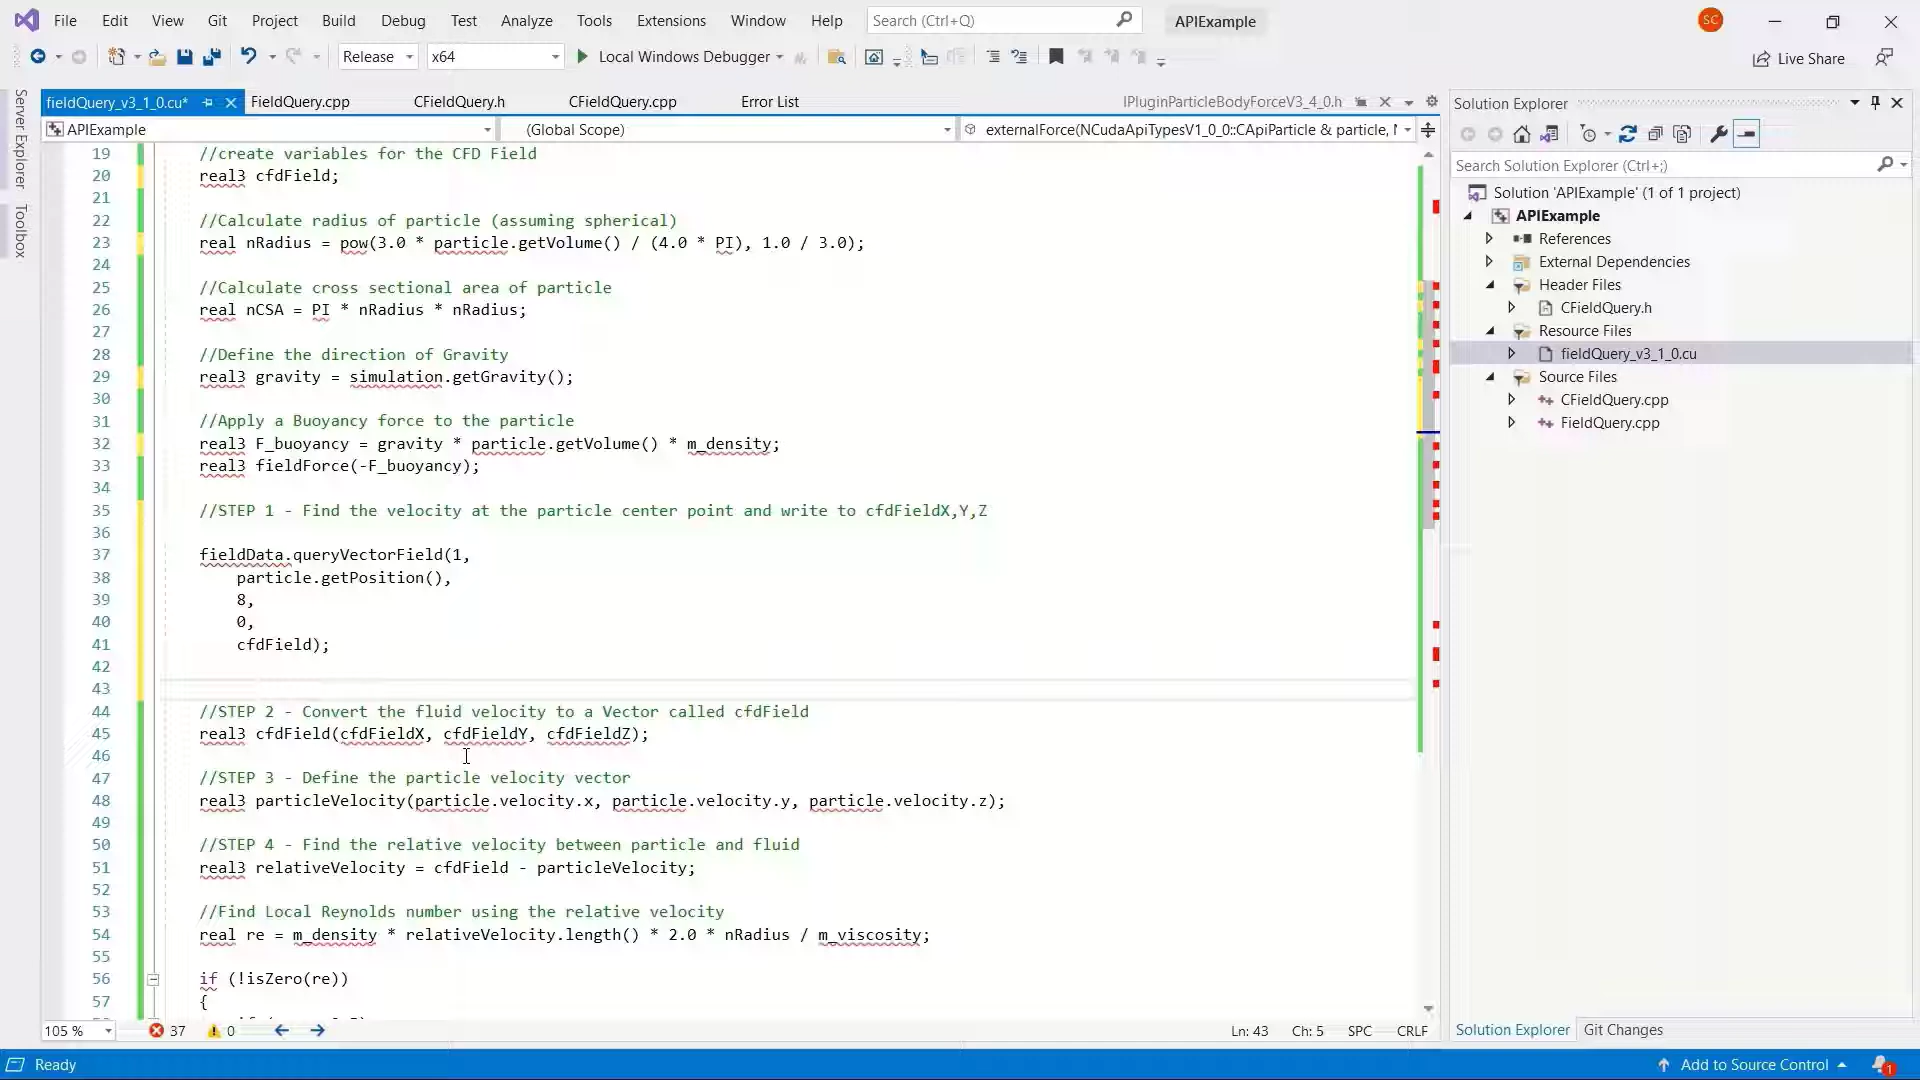 File Edit View Git Project Build Debug Test Analyze Tools Extensions Window Help Search (Ctrl+Q) APIExample SC
Release x64 Local Windows Debugger Live Share
Server Explorer
Toolbox
fieldQuery_v3_1_0.cu* FieldQuery.cpp CFieldQuery.h CFieldQuery.cpp Error List IPluginParticleBodyForceV3_4_0.h
APIExample (Global Scope) externalForce(NCudaApiTypesV1_0_0::CApiParticle & particle,
19 //create variables for the CFD Field
20 real3 cfdField;
21
22 //Calculate radius of particle (assuming spherical)
23 real nRadius = pow(3.0 * particle.getVolume() / (4.0 * PI), 1.0 / 3.0);
24
25 //Calculate cross sectional area of particle
26 real nCSA = PI * nRadius * nRadius;
27
28 //Define the direction of Gravity
29 real3 gravity = simulation.getGravity();
30
31 //Apply a Buoyancy force to the particle
32 real3 F_buoyancy = gravity * particle.getVolume() * m_density;
33 real3 fieldForce(-F_buoyancy);
34
35 //STEP 1 - Find the velocity at the particle center point and write to cfdFieldX,Y,Z
36
37 fieldData.queryVectorField(1,
38 particle.getPosition(),
39 8,
40 0,
41 cfdField);
42
43
44 //STEP 2 - Convert the fluid velocity to a Vector called cfdField
45 real3 cfdField(cfdFieldX, cfdFieldY, cfdFieldZ);
46
47 //STEP 3 - Define the particle velocity vector
48 real3 particleVelocity(particle.velocity.x, particle.velocity.y, particle.velocity.z);
49
50 //STEP 4 - Find the relative velocity between particle and fluid
51 real3 relativeVelocity = cfdField - particleVelocity;
52
53 //Find Local Reynolds number using the relative velocity
54 real re = m_density * relativeVelocity.length() * 2.0 * nRadius / m_viscosity;
55
56 if (!isZero(re))
57 {
105 % 37 0 Ln: 43 Ch: 5 SPC CRLF
Solution Explorer
Search Solution Explorer (Ctrl+;)
Solution 'APIExample' (1 of 1 project)
APIExample
References
External Dependencies
Header Files
CFieldQuery.h
Resource Files
fieldQuery_v3_1_0.cu
Source Files
CFieldQuery.cpp
FieldQuery.cpp
Solution Explorer Git Changes
Ready Add to Source Control 1